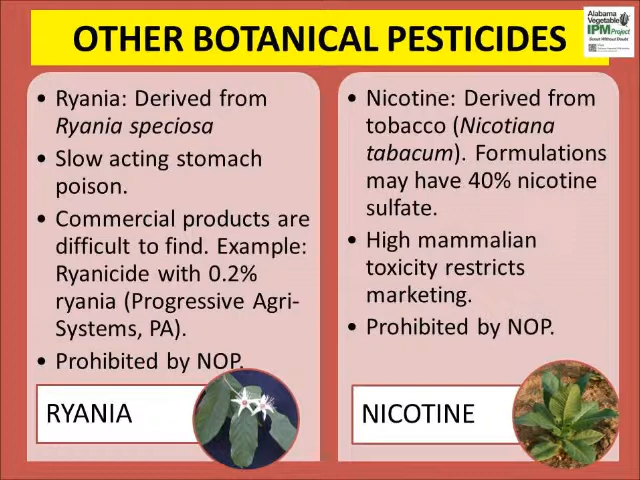 OTHER BOTANICAL PESTICIDES
Alabama
Vegetable
IPM Project
• Ryania: Derived from
Ryania speciosa
• Slow acting stomach
poison.
• Commercial products are
difficult to find. Example:
Ryanicide with 0.2%
ryania (Progressive Agri-
Systems, PA).
• Prohibited by NOP.
RYANIA
• Nicotine: Derived from
tobacco (Nicotiana
tabacum). Formulations
may have 40% nicotine
sulfate.
• High mammalian
toxicity restricts
marketing.
• Prohibited by NOP.
NICOTINE